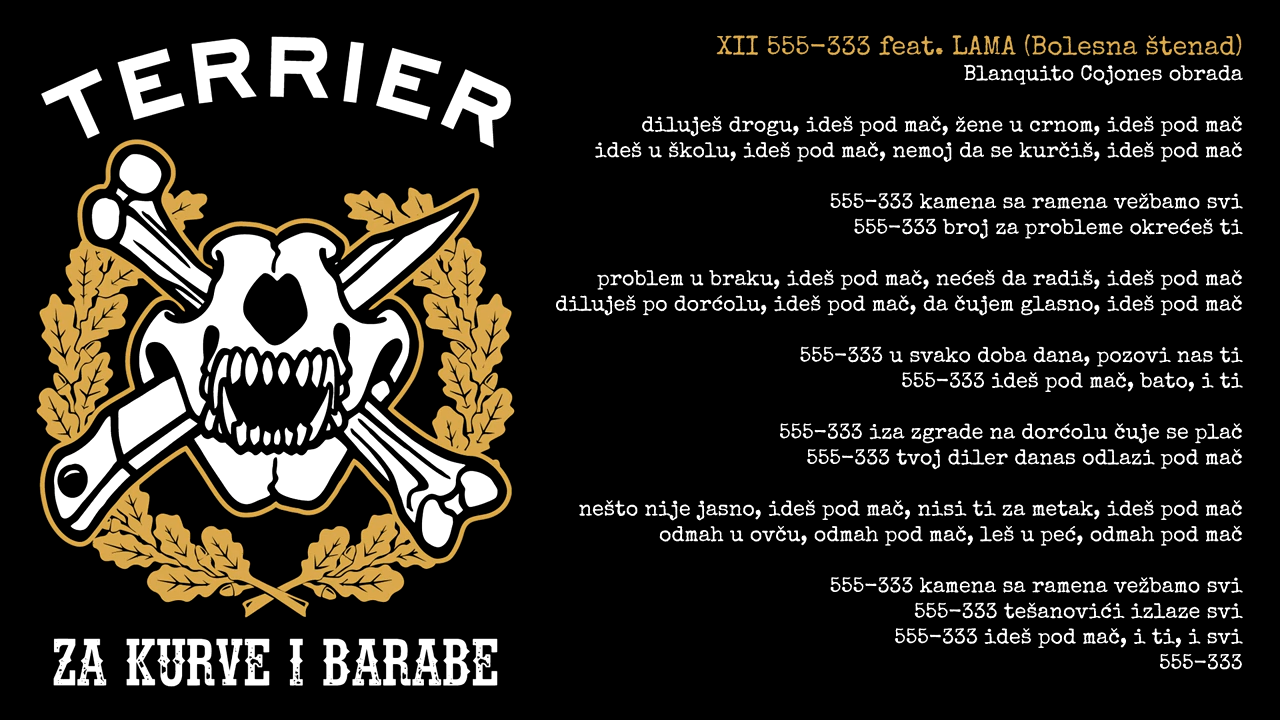 TERRIER
ZA KURVE I BARABE
XII 555-333 feat. LAMA (Bolesna štenad)
Blanquito Cojones obrada
diluješ drogu, ideš pod mač, žene u crnom, ideš pod mač
ideš u školu, ideš pod mač, nemoj da se kurčiš, ideš pod mač
555-333 kamena sa ramena vežbamo svi
555-333 broj za probleme okrećeš ti
problem u braku, ideš pod mač, nećeš da radiš, ideš pod mač
diluješ po dorćolu, ideš pod mač, da čujem glasno, ideš pod mač
555-333 u svako doba dana, pozovi nas ti
555-333 ideš pod mač, bato, i ti
555-333 iza zgrade na dorćolu čuje se plač
555-333 tvoj diler danas odlazi pod mač
nešto nije jasno, ideš pod mač, nisi ti za metak, ideš pod mač
odmah u ovču, odmah pod mač, leš u peć, odmah pod mač
555-333 kamena sa ramena vežbamo svi
555-333 tešanovići izlaze svi
555-333 ideš pod mač, i ti, i svi
555-333